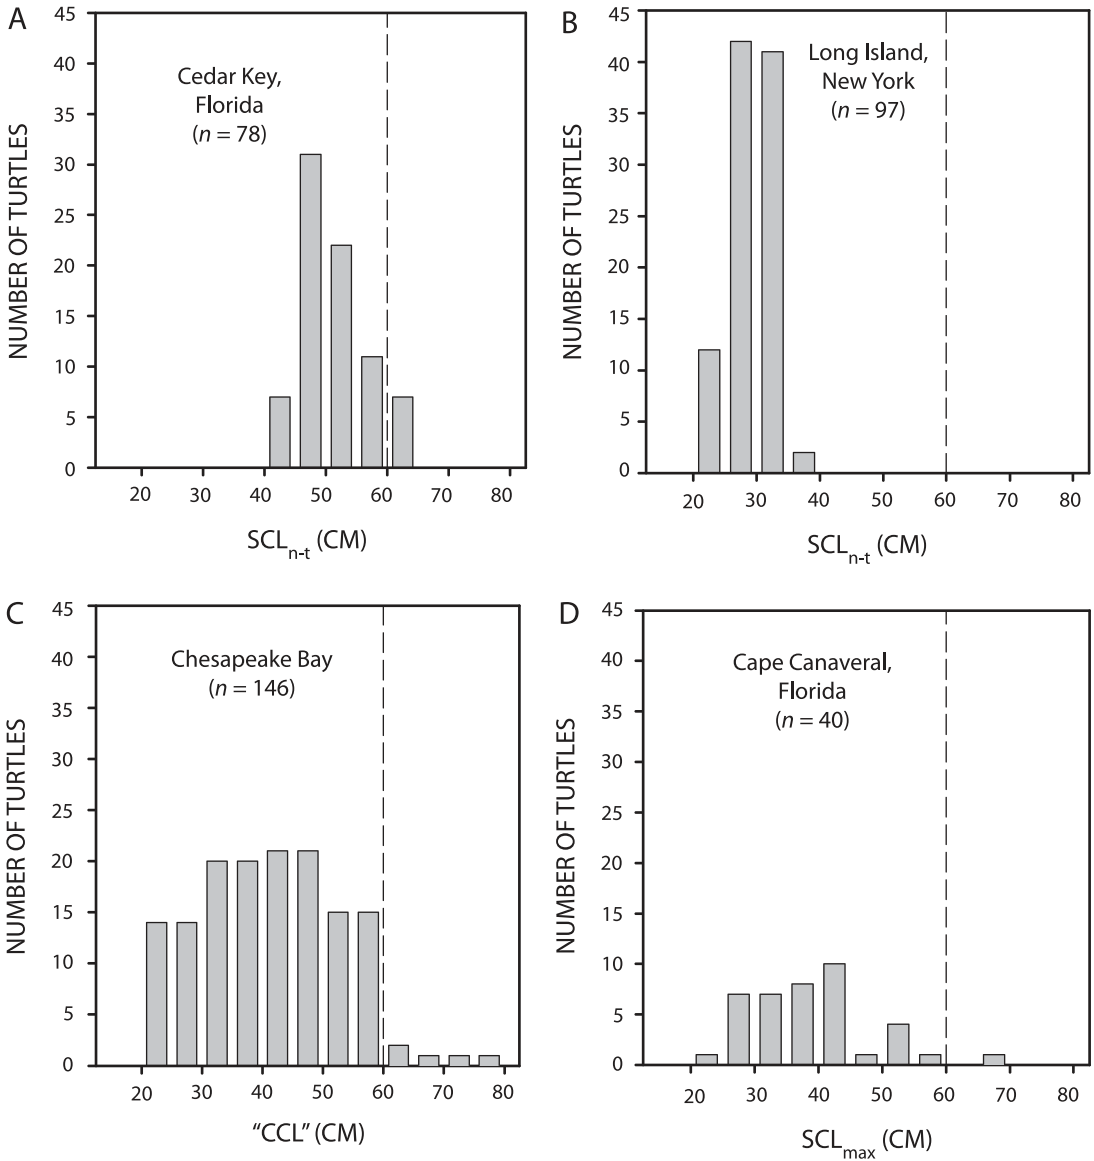 A
45
40
35
30
25
20
15
10
5
0
NUMBER OF TURTLES
Cedar Key,
Florida
(n = 78)
20 30 40 50 60 70 80
SCLn-t (CM)
B
45
40
35
30
25
20
15
10
5
0
NUMBER OF TURTLES
Long Island,
New York
(n = 97)
20 30 40 50 60 70 80
SCLn-t (CM)
C
45
40
35
30
25
20
15
10
5
0
NUMBER OF TURTLES
Chesapeake Bay
(n = 146)
20 30 40 50 60 70 80
“CCL” (CM)
D
45
40
35
30
25
20
15
10
5
0
NUMBER OF TURTLES
Cape Canaveral,
Florida
(n = 40)
20 30 40 50 60 70 80
SCLmax (CM)